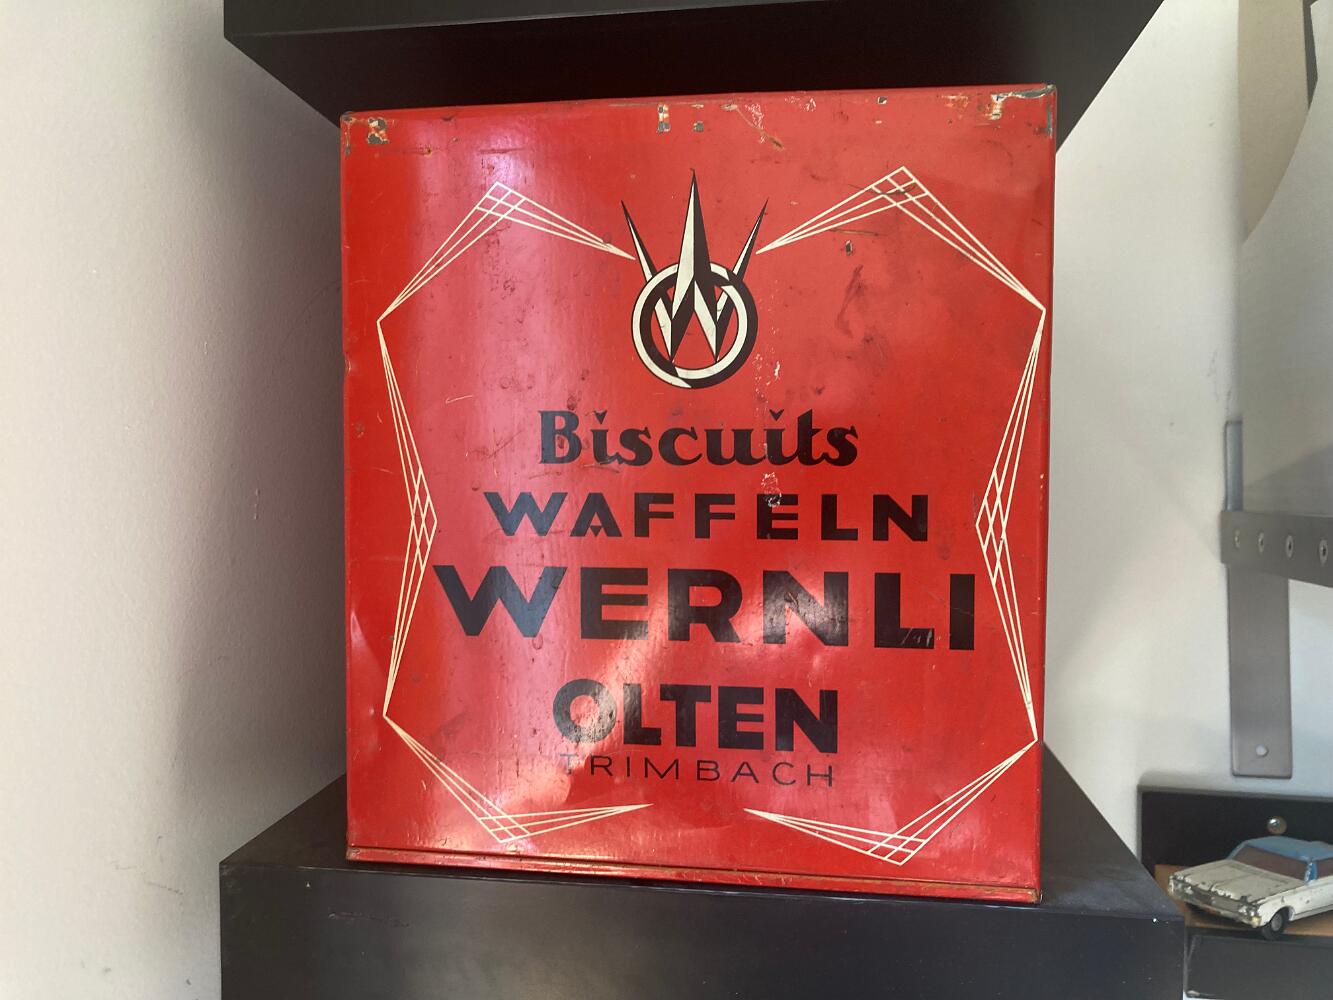 W
Biscuits
WAFFELN
WERNLI
OLTEN
TRIMBACH